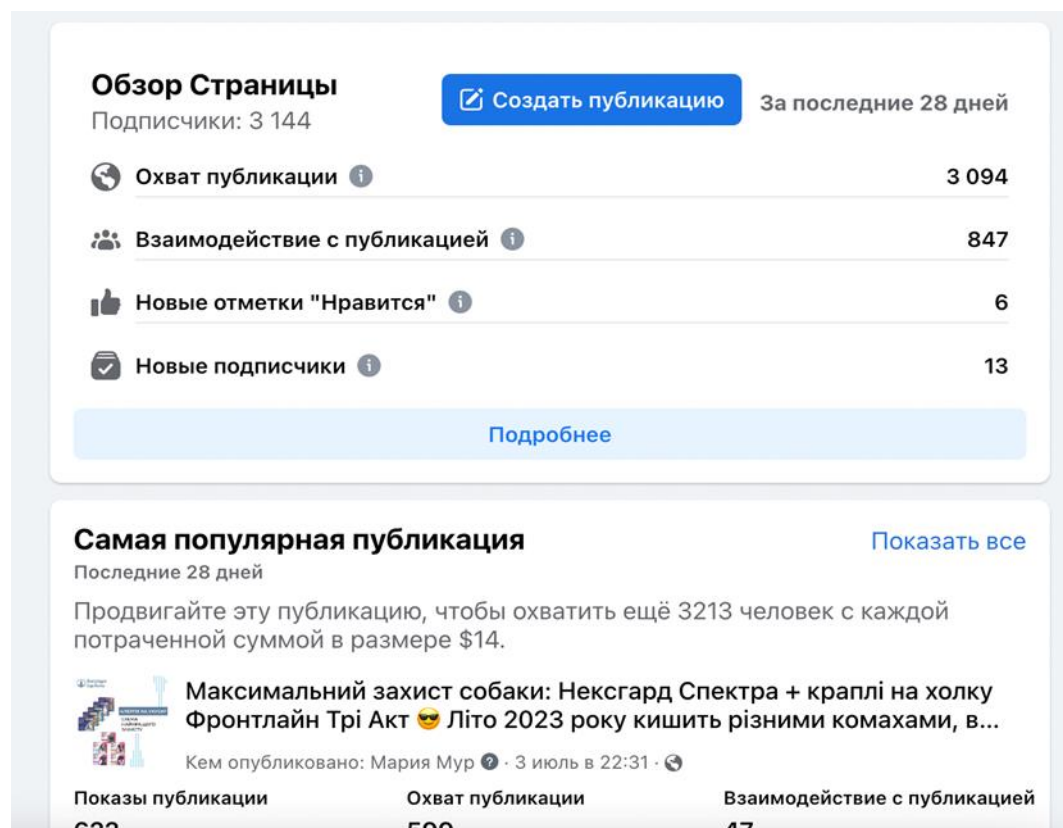 Обзор Страницы
Создать публикацию
За последние 28 дней
Подписчики: 3 144
Охват публикации
3 094
Взаимодействие с публикацией
847
Новые отметки "Нравится"
6
Новые подписчики
13
Подробнее
Самая популярная публикация
Показать все
Последние 28 дней
Продвигайте эту публикацию, чтобы охватить ещё 3213 человек с каждой
потраченной суммой в размере $14.
Максимальний захист собаки: Нексгард Спектра + краплі на холку
Фронтлайн Трі Акт 😎 Літо 2023 року кишить різними комахами, в...
Кем опубликовано: Мария Мур · 3 июль в 22:31 ·
Показы публикации
Охват публикации
Взаимодействие с публикацией